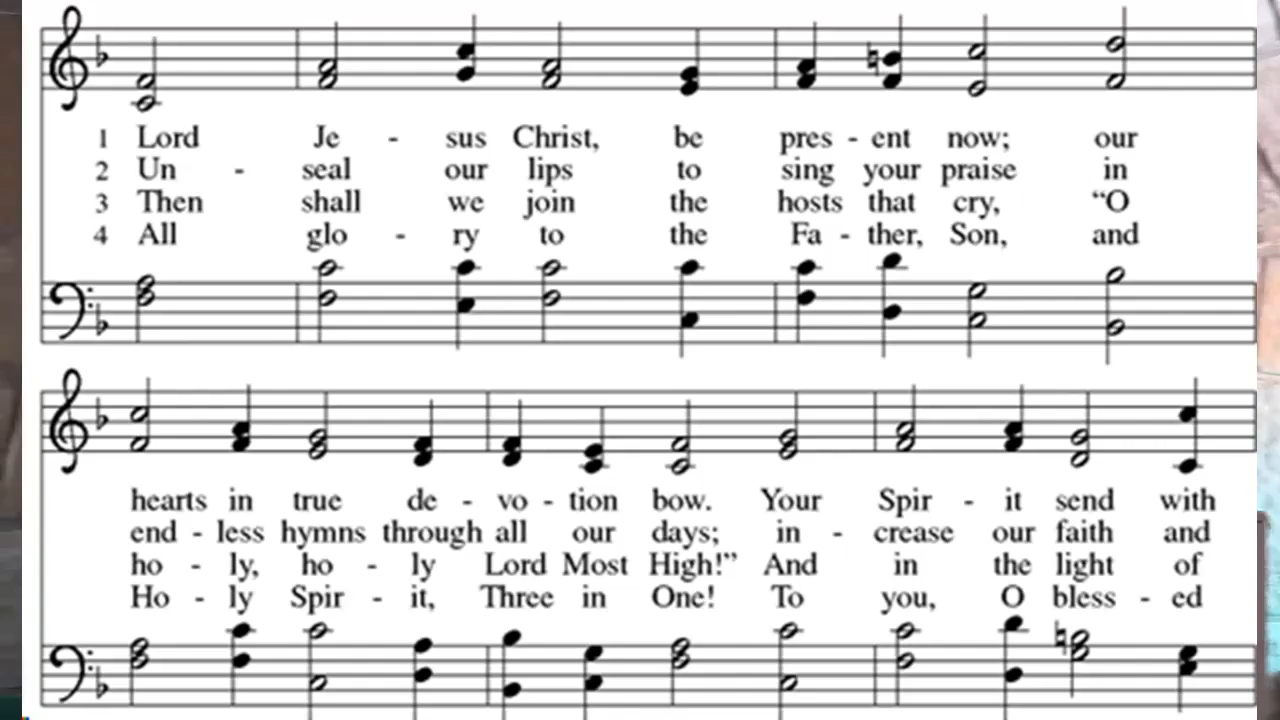 1 Lord Je - sus Christ, be pres - ent now; our
2 Un - seal our lips to sing your praise in
3 Then shall we join the hosts that cry, “O
4 All glo - ry to the Fa - ther, Son, and
hearts in true de - vo - tion bow. Your Spir - it send with
end - less hymns through all our days; in - crease our faith and
ho - ly, ho - ly Lord Most High!” And in the light of
Ho - ly Spir - it, Three in One! To you, O bless - ed